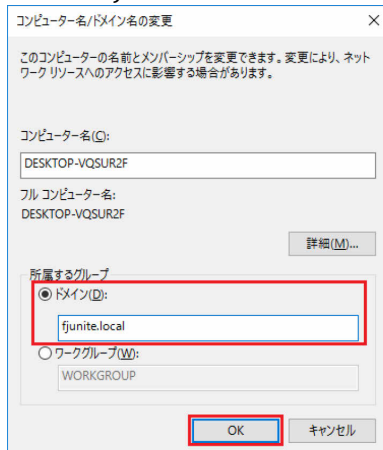 コンピューター名/ドメイン名の変更
このコンピューターの名前とメンバーシップを変更できます。変更により、ネット
ワーク リソースへのアクセスに影響する場合があります。
コンピューター名(C):
DESKTOP-VQSUR2F
フル コンピューター名:
DESKTOP-VQSUR2F
詳細(M)...
所属するグループ
ドメイン(D):
fjunite.local
ワークグループ(W):
WORKGROUP
OK
キャンセル